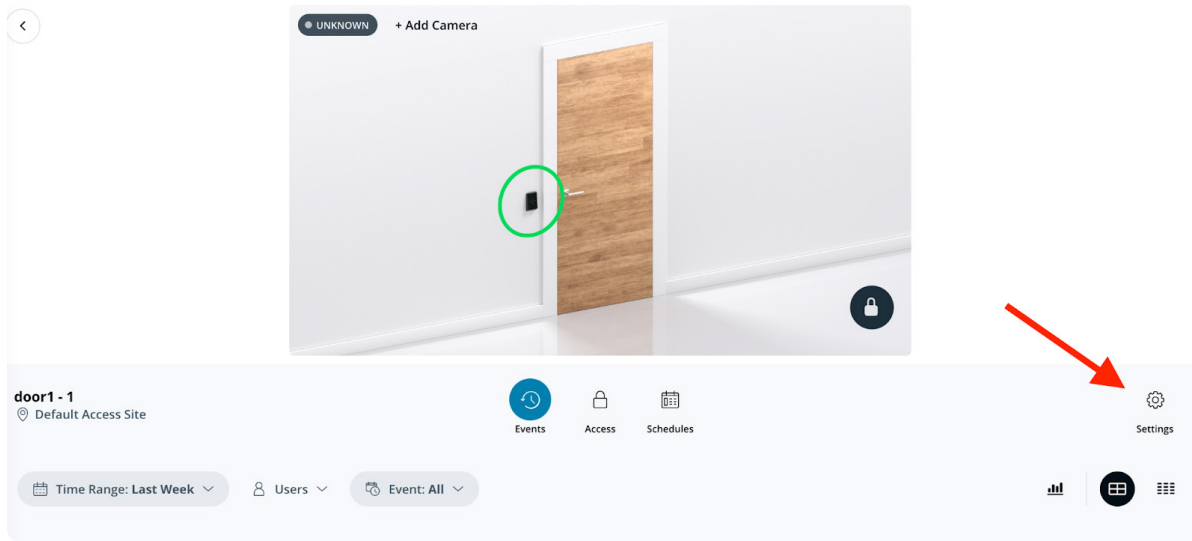 UNKNOWN + Add Camera
door1 - 1
Default Access Site
Events Access Schedules
Settings
Time Range: Last Week Users Event: All